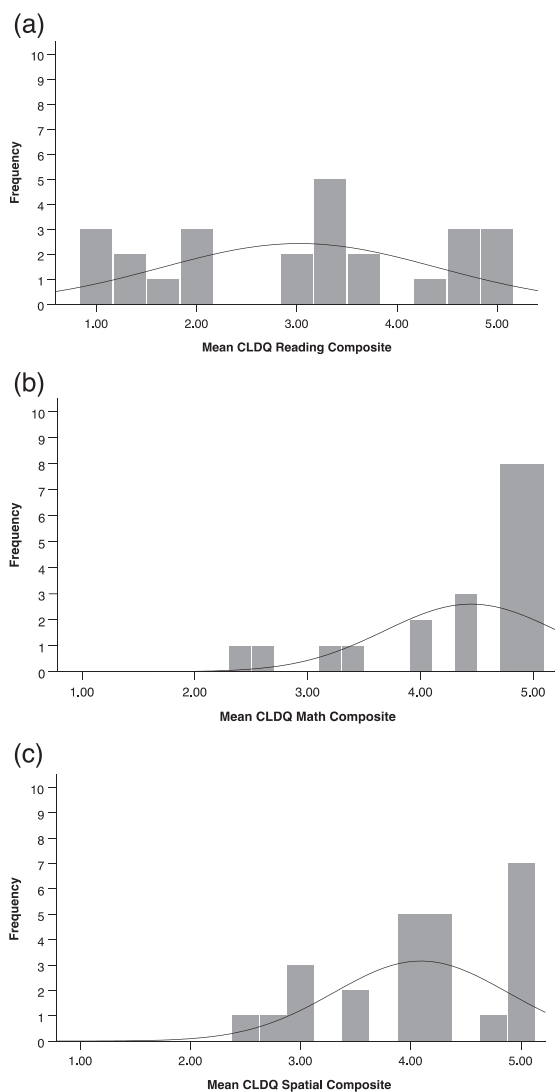 (a)
10
9
8
7
6
5
4
3
2
1
0
Frequency
1.00 2.00 3.00 4.00 5.00
Mean CLDQ Reading Composite
(b)
10
9
8
7
6
5
4
3
2
1
0
Frequency
1.00 2.00 3.00 4.00 5.00
Mean CLDQ Math Composite
(c)
10
9
8
7
6
5
4
3
2
1
0
Frequency
1.00 2.00 3.00 4.00 5.00
Mean CLDQ Spatial Composite